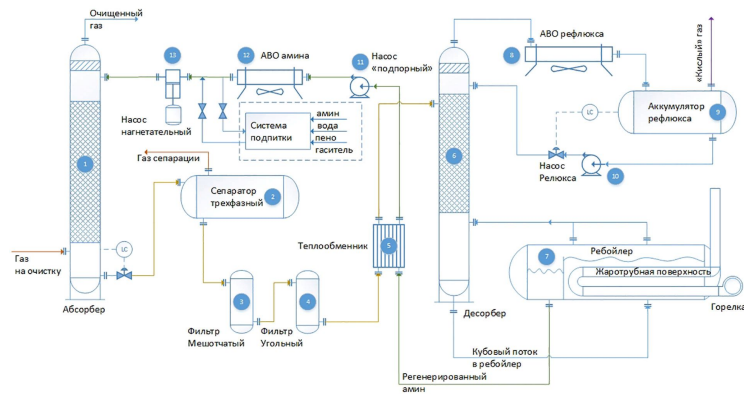 Очищенный
газ
13
12
АВО амина
11
Насос
«подпорный»
8
АВО рефлюкса
«Кислый» газ
Насос
нагнетательный
Система
подпитки
амин
вода
пено
гаситель
LC
Аккумулятор
рефлюкса
9
1
Газ сепарации
6
Насос
Релюкса
10
Сепаратор
трехфазный
2
LC
Газ
на очистку
Теплообменник
5
7
Ребойлер
Жаротрубная поверхность
Абсорбер
3
4
Десорбер
Горелка
Фильтр
Мешотчатый
Фильтр
Угольный
Кубовый поток
в ребойлер
Регенерированный
амин